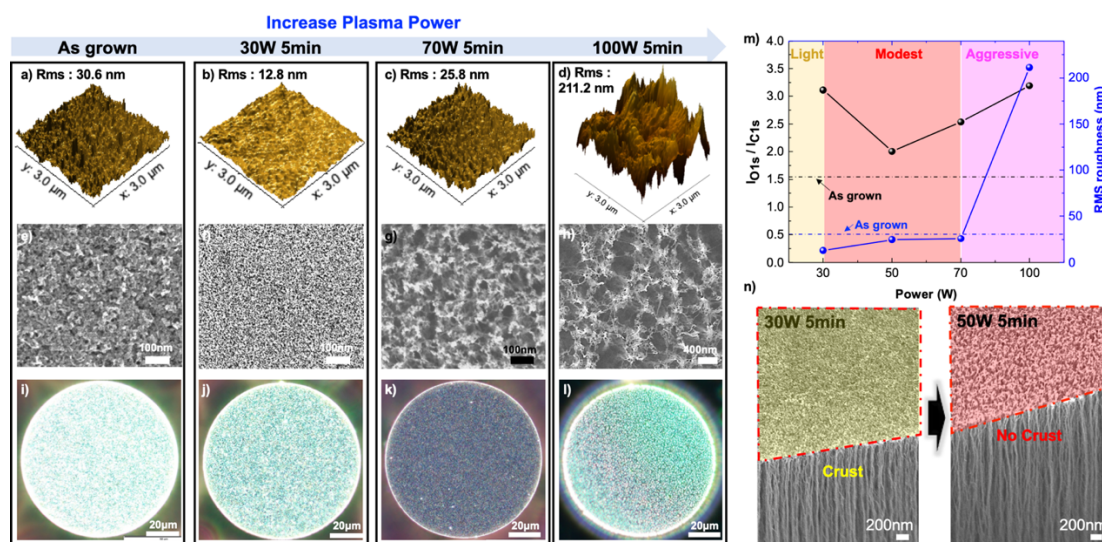 Increase Plasma Power
As grown
30W 5min
70W 5min
100W 5min
a) Rms : 30.6 nm
b) Rms : 12.8 nm
c) Rms : 25.8 nm
d) Rms :
211.2 nm
y: 3.0 µm
x: 3.0 µm
y: 3.0 µm
x: 3.0 µm
y: 3.0 µm
x: 3.0 µm
y: 3.0 µm
x: 3.0 µm
e)
f)
g)
h)
100nm
100nm
100nm
400nm
i)
j)
k)
l)
20µm
20µm
20µm
20µm
m)
Light
Modest
Aggressive
4.0
3.5
3.0
2.5
2.0
1.5
1.0
0.5
0.0
IO1s / IC1s
As grown
As grown
200
150
100
50
0
RMS roughness (nm)
30
50
70
100
Power (W)
n)
30W 5min
50W 5min
Crust
No Crust
200nm
200nm